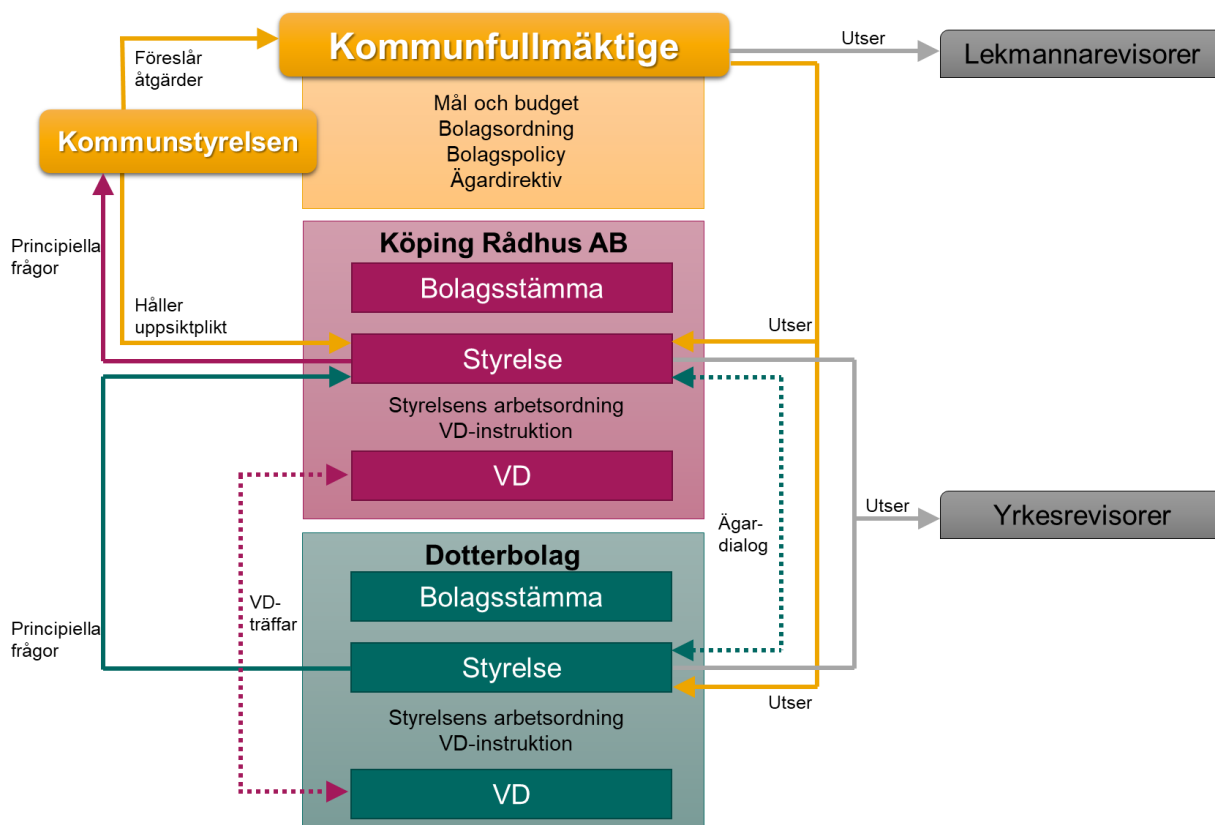 Kommunfullmäktige
Utser
Lekmannarevisorer
Föreslår
åtgärder
Mål och budget
Bolagsordning
Bolagspolicy
Ägardirektiv
Kommunstyrelsen
Principiella
frågor
Köping Rådhus AB
Bolagsstämma
Håller
uppsiktplikt
Utser
Styrelse
Styrelsens arbetsordning
VD-instruktion
VD
Utser
Yrkesrevisorer
Ägar-
dialog
Dotterbolag
Bolagsstämma
VD-
träffar
Principiella
frågor
Styrelse
Utser
Styrelsens arbetsordning
VD-instruktion
VD